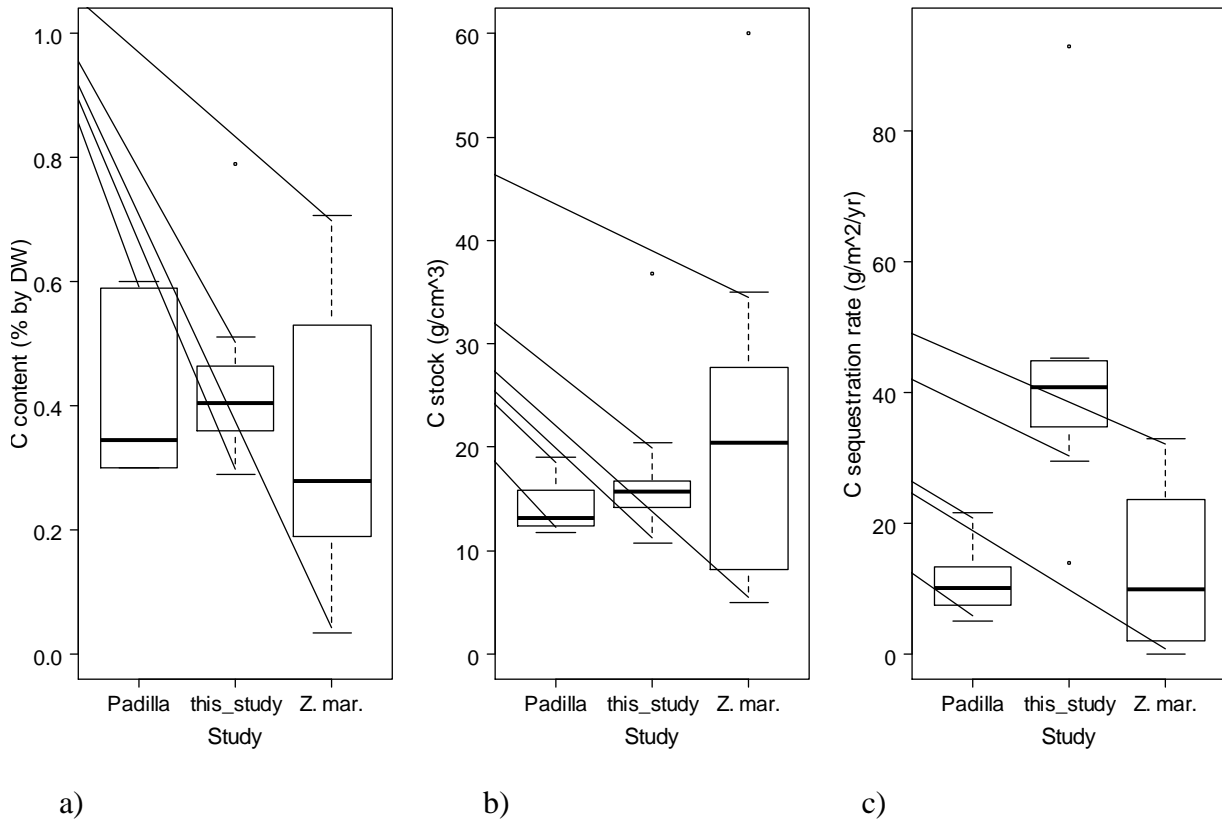 C content (% by DW)
1.0
0.8
0.6
0.4
0.2
0.0
Padilla this_study Z. mar.
Study
a)
C stock (g/cm^3)
60
50
40
30
20
10
0
Padilla this_study Z. mar.
Study
b)
C sequestration rate (g/m^2/yr)
80
60
40
20
0
Padilla this_study Z. mar.
Study
c)